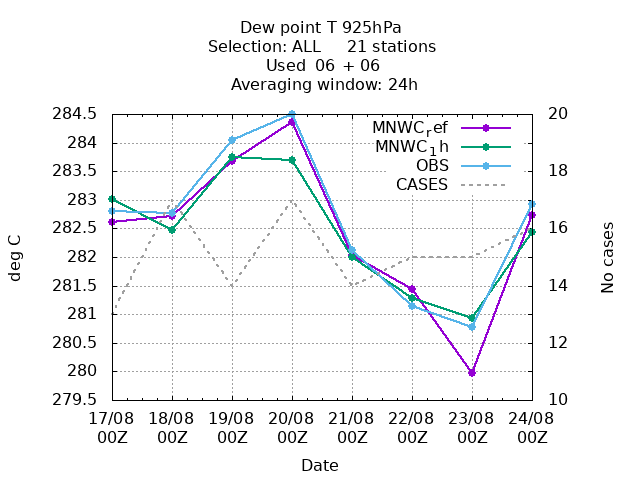 Dew point T 925hPa
Selection: ALL     21 stations
Used  06 + 06
Averaging window: 24h
284.5
284
283.5
283
282.5
282
281.5
281
280.5
280
279.5
20
18
16
14
12
10
MNWCref
MNWC1h
OBS
CASES
deg C
No cases
17/08 18/08 19/08 20/08 21/08 22/08 23/08 24/08
00Z 00Z 00Z 00Z 00Z 00Z 00Z 00Z
Date